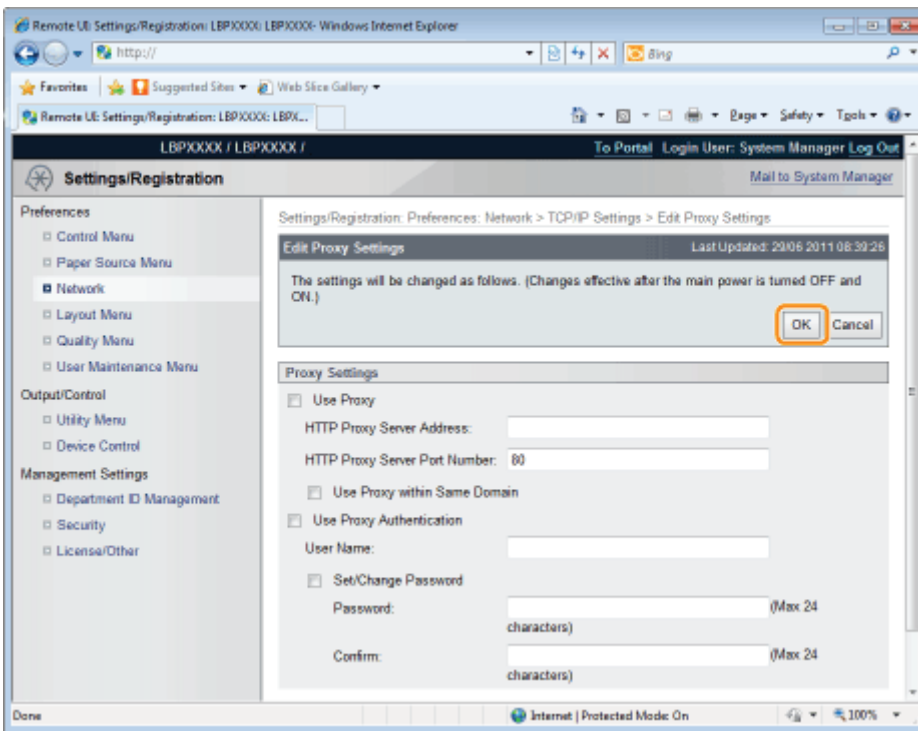 Remote UI: Settings/Registration: LBPXXXX: LBPXXXX- Windows Internet Explorer
http://
Bing
Favorites Suggested Sites Web Slice Gallery
Remote UI: Settings/Registration: LBPXXXX: LBPX...
Page Safety Tools
LBPXXXX / LBPXXXX /
To Portal Login User: System Manager Log Out
Settings/Registration
Mail to System Manager
Preferences
Control Menu
Paper Source Menu
Network
Layout Menu
Quality Menu
User Maintenance Menu
Output/Control
Utility Menu
Device Control
Management Settings
Department ID Management
Security
License/Other
Settings/Registration: Preferences: Network > TCP/IP Settings > Edit Proxy Settings
Edit Proxy Settings
Last Updated: 29/06 2011 08:39:26
The settings will be changed as follows. (Changes effective after the main power is turned OFF and
ON.)
OK Cancel
Proxy Settings
Use Proxy
HTTP Proxy Server Address:
HTTP Proxy Server Port Number: 80
Use Proxy within Same Domain
Use Proxy Authentication
User Name:
Set/Change Password
Password: (Max 24
characters)
Confirm: (Max 24
characters)
Done
Internet | Protected Mode: On
100%